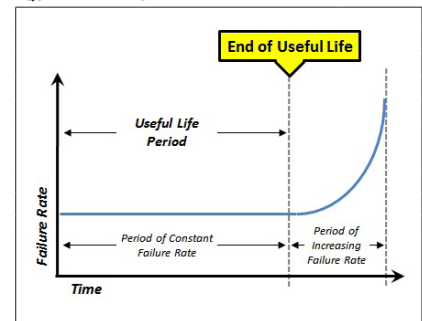 End of Useful Life
Useful Life
Period
Failure Rate
Period of Constant
Failure Rate
Period of
Increasing
Failure Rate
Time